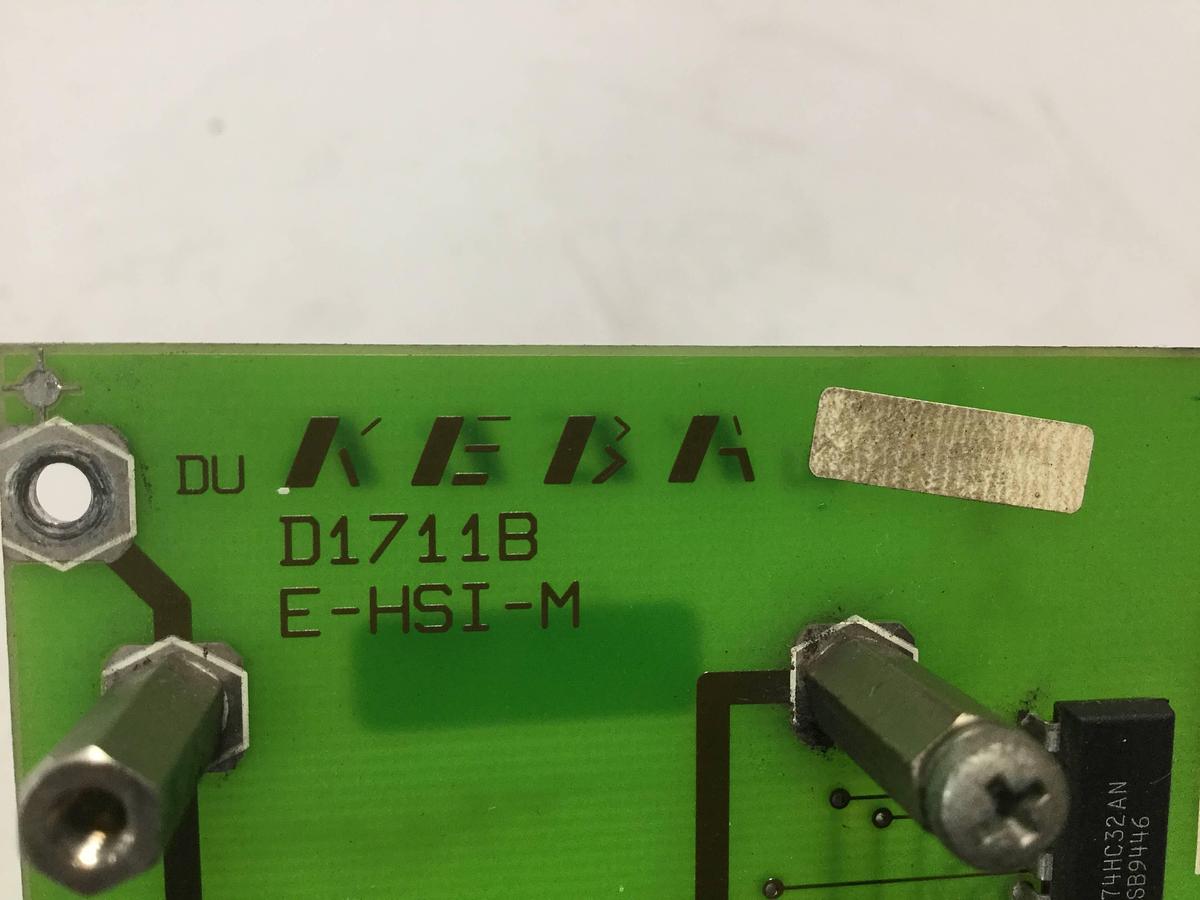 DU KEBA
D1711B
E-HSI-M
74HC32AN
SB9446